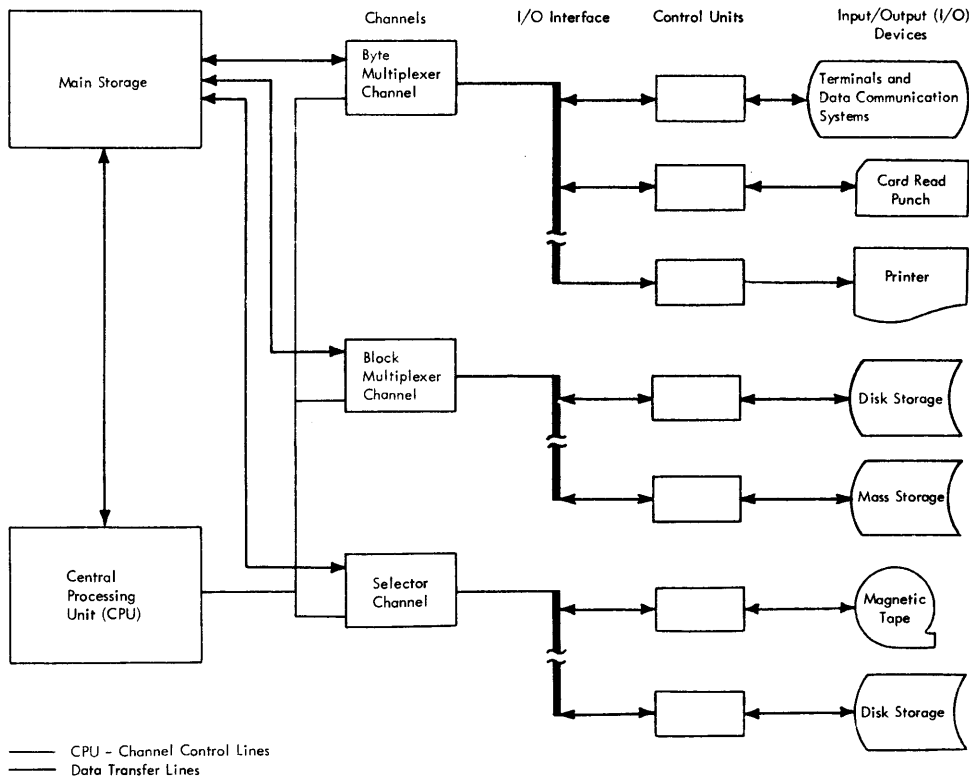 Channels
I/O Interface
Control Units
Input/Output (I/O)
Devices
Main Storage
Byte
Multiplexer
Channel
Terminals and
Data Communication
Systems
Card Read
Punch
Printer
Block
Multiplexer
Channel
Disk Storage
Mass Storage
Central
Processing
Unit (CPU)
Selector
Channel
Magnetic
Tape
Disk Storage
CPU - Channel Control Lines
Data Transfer Lines